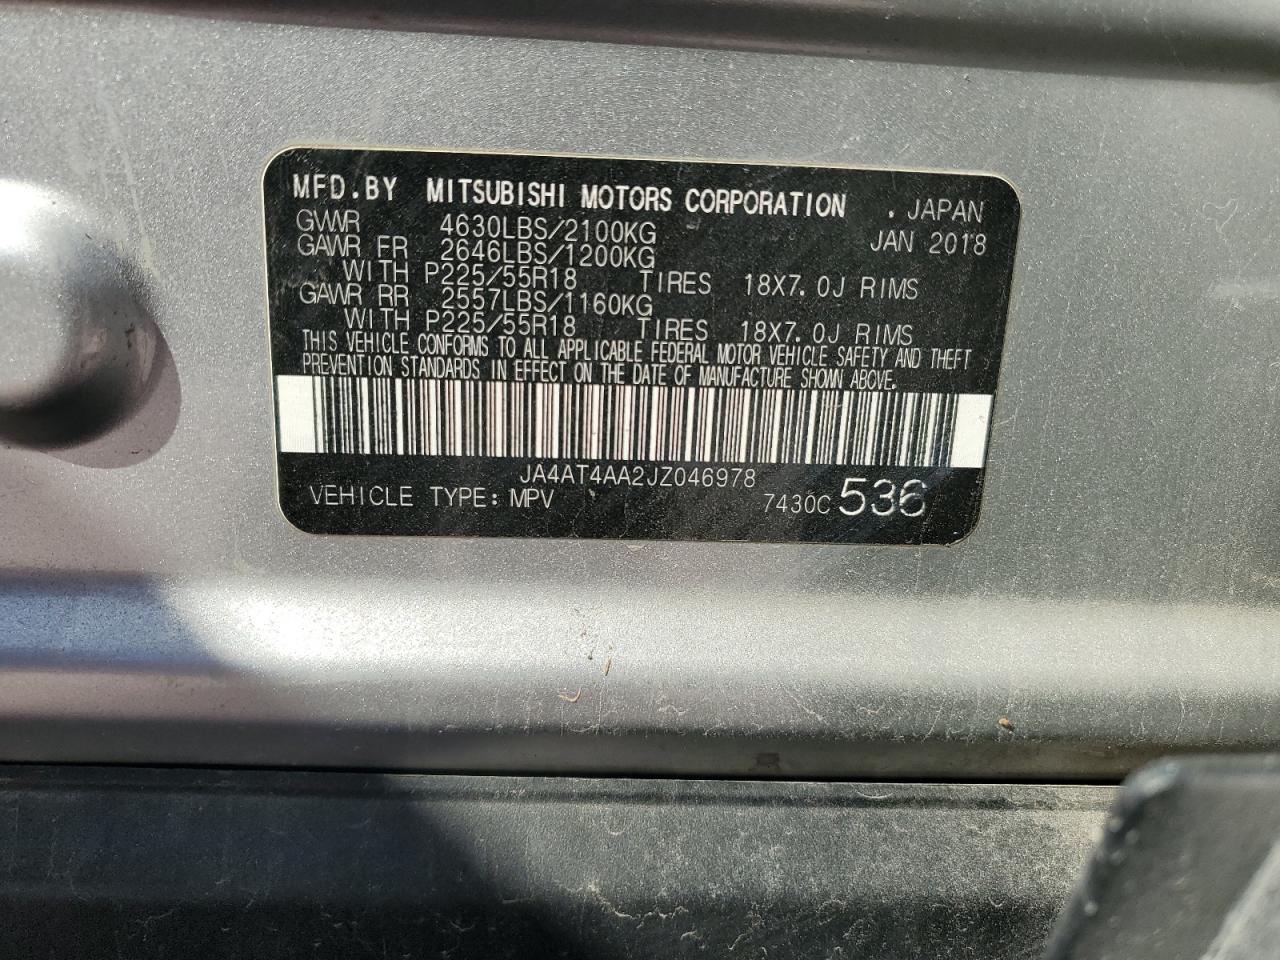 MFD.BY MITSUBISHI MOTORS CORPORATION . JAPAN
GVWR 4630LBS/2100KG JAN 2018
GAWR FR 2646LBS/1200KG
WITH P225/55R18 TIRES 18X7.0J RIMS
GAWR RR 2557LBS/1160KG
WITH P225/55R18 TIRES 18X7.0J RIMS
THIS VEHICLE CONFORMS TO ALL APPLICABLE FEDERAL MOTOR VEHICLE SAFETY AND THEFT
PREVENTION STANDARDS IN EFFECT ON THE DATE OF MANUFACTURE SHOWN ABOVE.
JA4AT4AA2JZ046978
VEHICLE TYPE: MPV 7430C 536